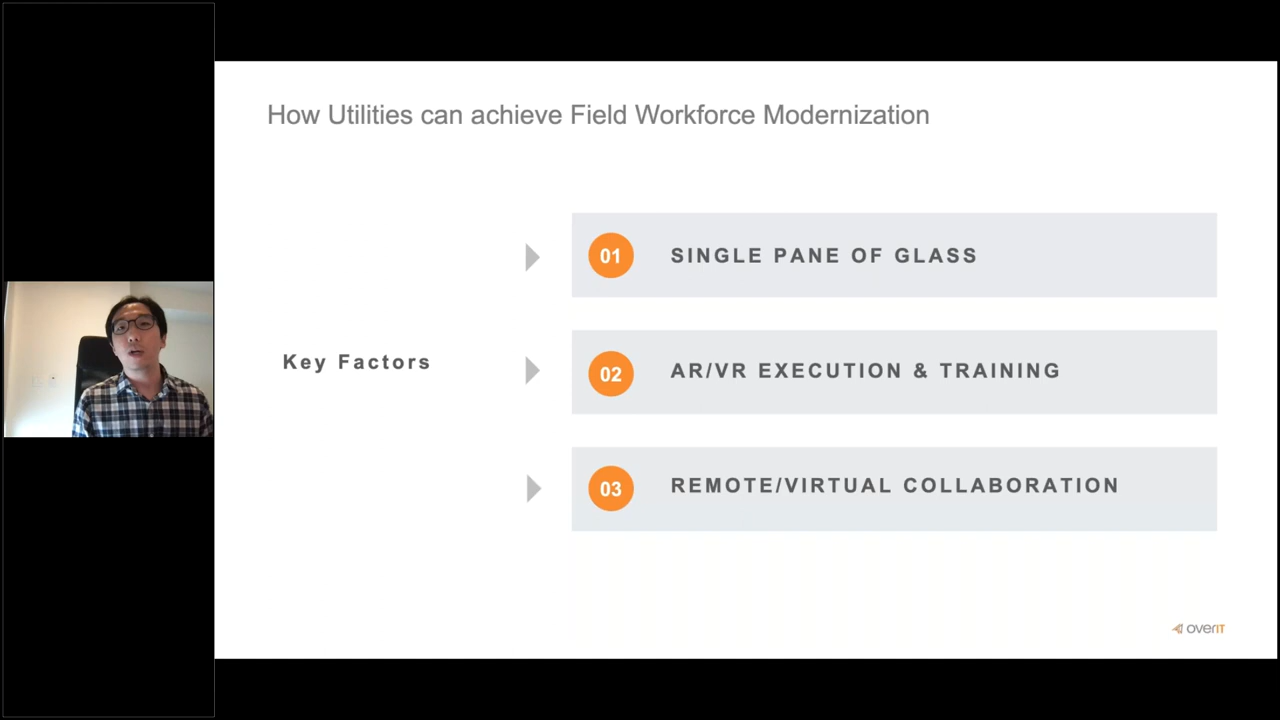 How Utilities can achieve Field Workforce Modernization
Key Factors
01 SINGLE PANE OF GLASS
02 AR/VR EXECUTION & TRAINING
03 REMOTE/VIRTUAL COLLABORATION
overIT